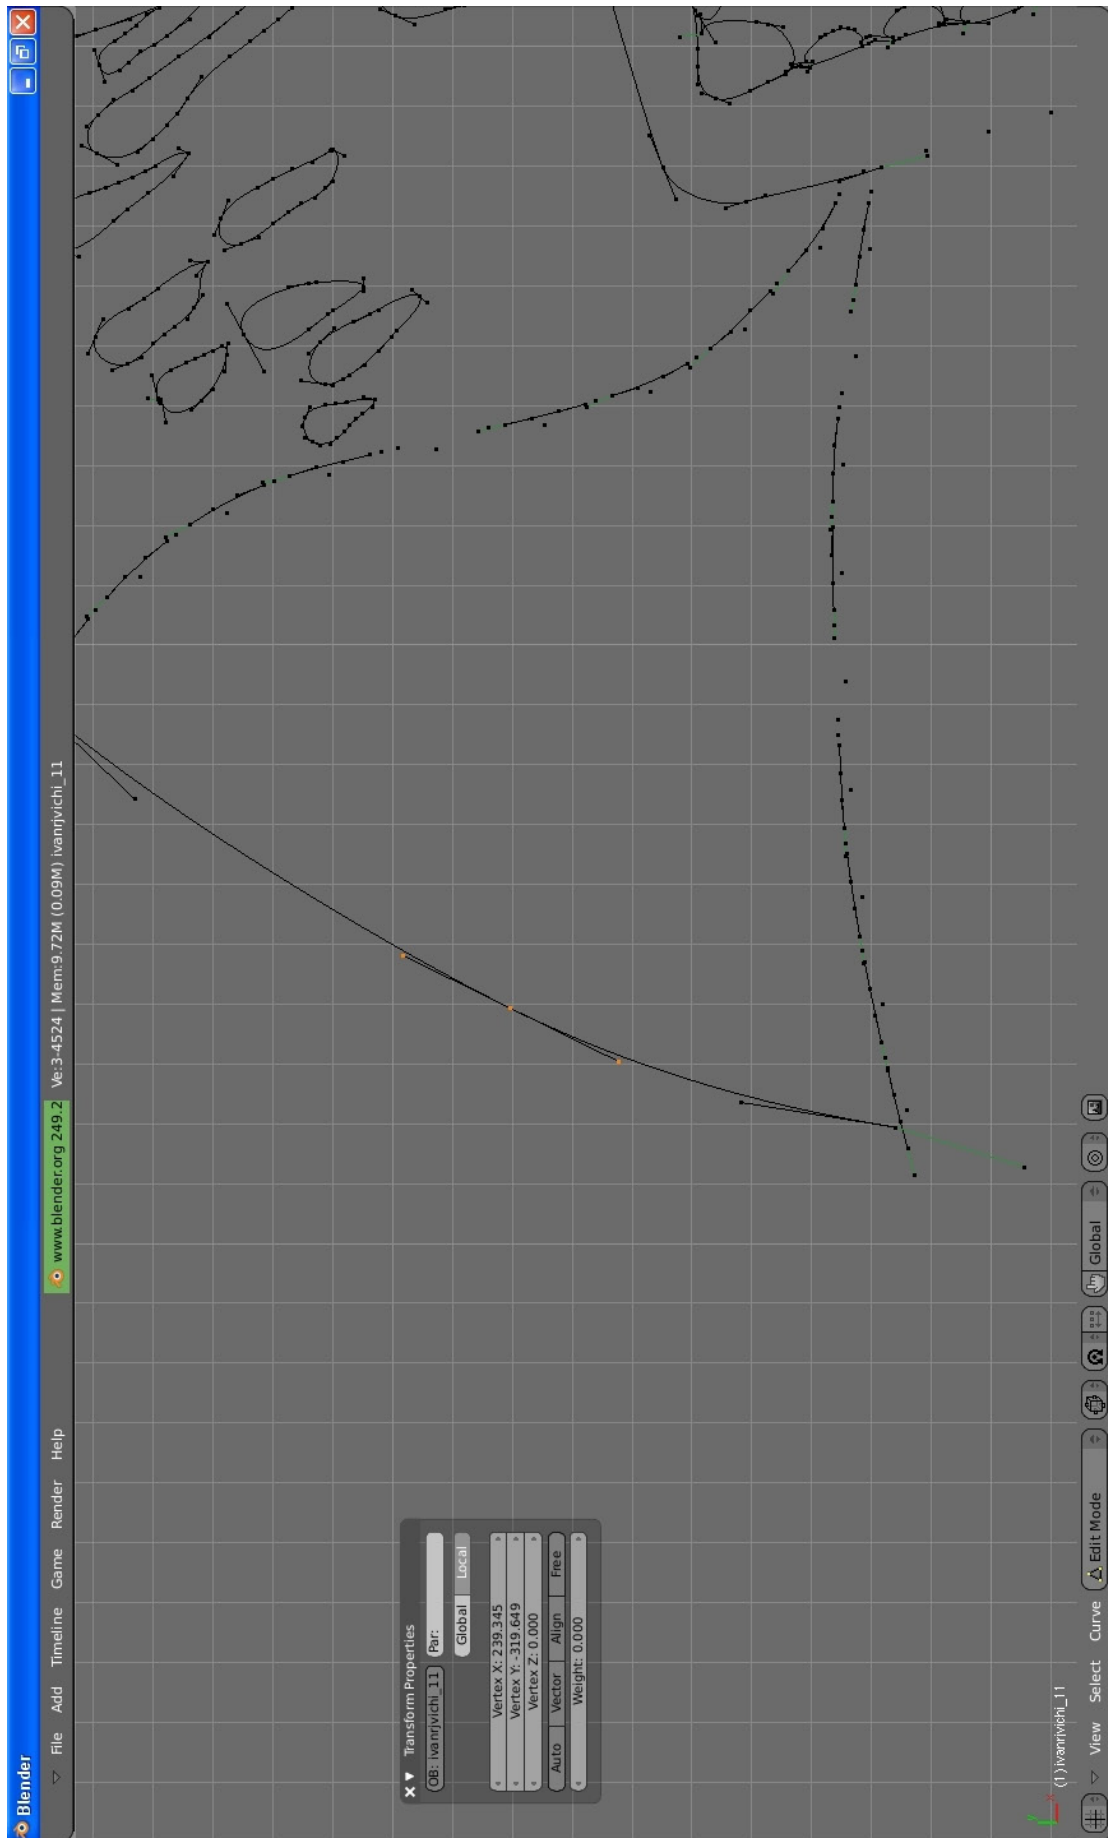 Blender
File Add Timeline Game Render Help
www.blender.org 249.2 Ve:3-4524 | Mem:9.72M (0.09M) ivanrjvichi_11
Transform Properties
OB: ivanrjvichi_11 Par:
Global Local
Vertex X: 239.345
Vertex Y: -319.649
Vertex Z: 0.000
Auto Vector Align Free
Weight: 0.000
y
x
(1) ivanrivichi_11
View Select Curve Edit Mode Global